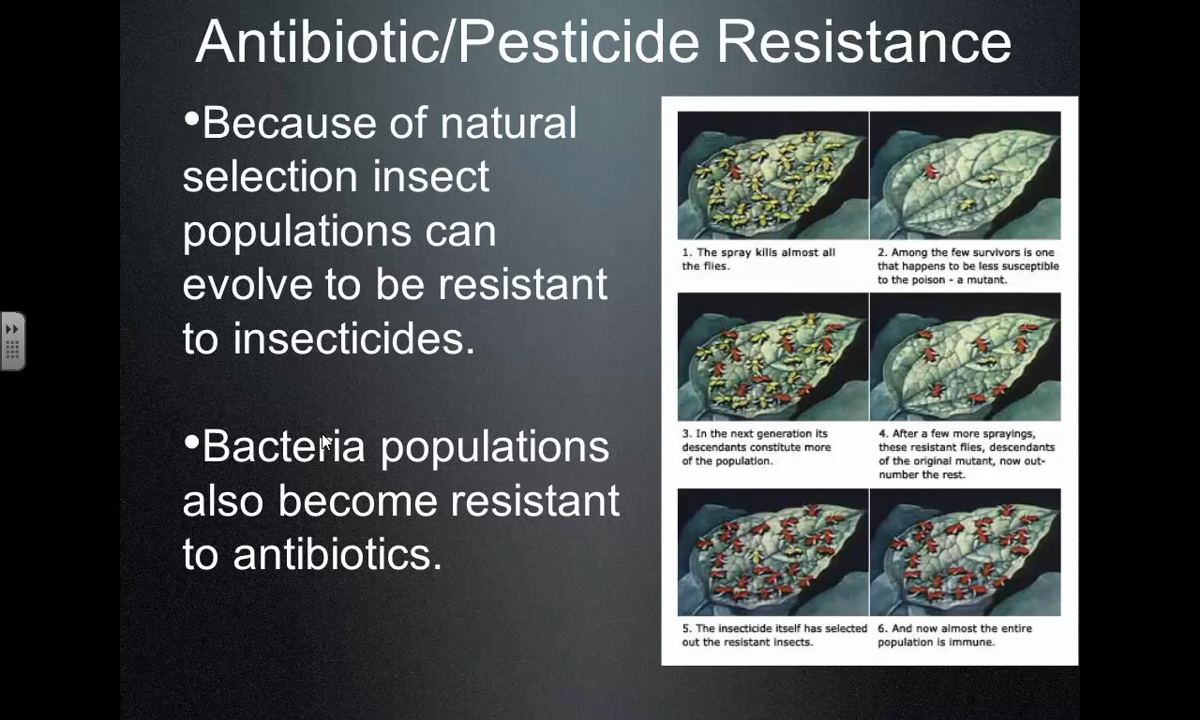 Antibiotic/Pesticide Resistance
•Because of natural
selection insect
populations can
evolve to be resistant
to insecticides.
•Bacteria populations
also become resistant
to antibiotics.
1. The spray kills almost all
the flies.
2. Among the few survivors is one
that happens to be less susceptible
to the poison - a mutant.
3. In the next generation its
descendants constitute more
of the population.
4. After a few more sprayings,
these resistant flies, descendants
of the original mutant, now out-
number the rest.
5. The insecticide itself has selected
out the resistant insects.
6. And now almost the entire
population is immune.